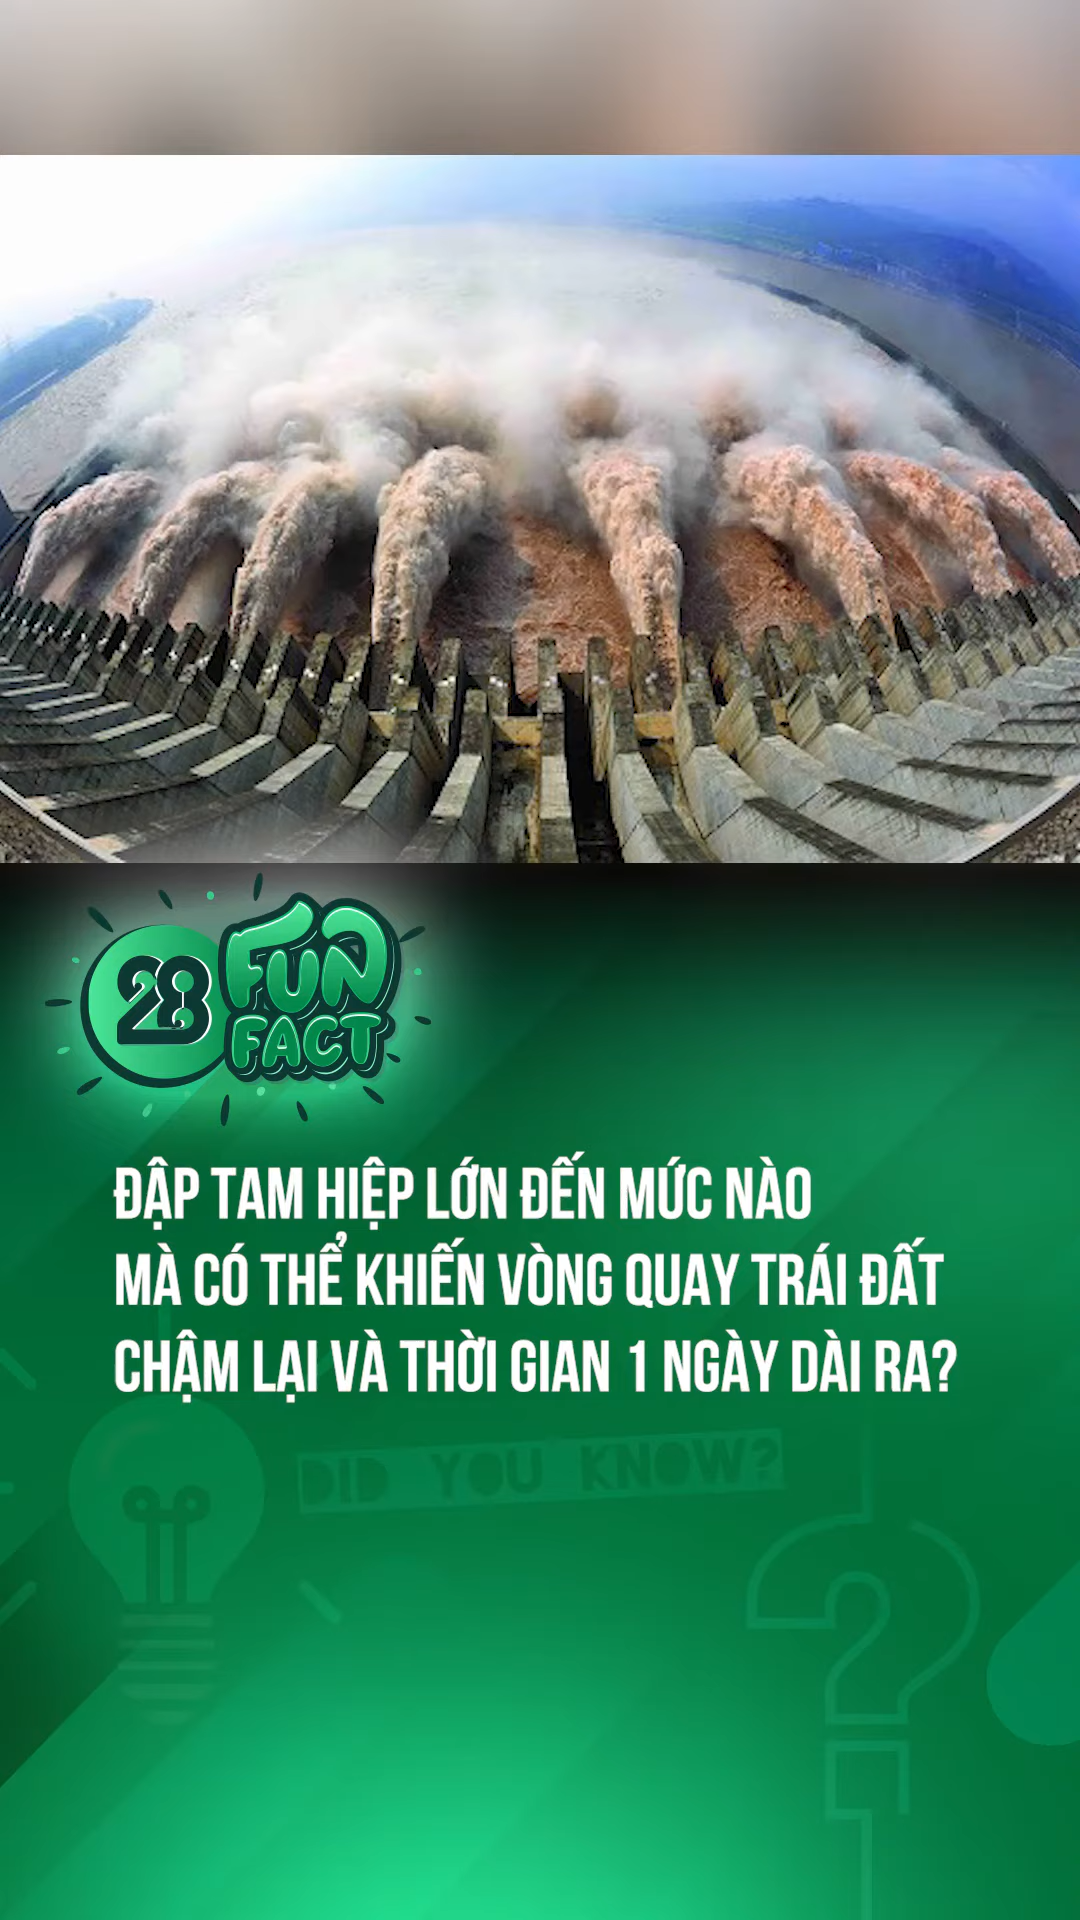 28
FUN
FACT
ĐẬP TAM HIỆP LỚN ĐẾN MỨC NÀO
MÀ CÓ THỂ KHIẾN VÒNG QUAY TRÁI ĐẤT
CHẬM LẠI VÀ THỜI GIAN 1 NGÀY DÀI RA?
DID YOU KNOW?